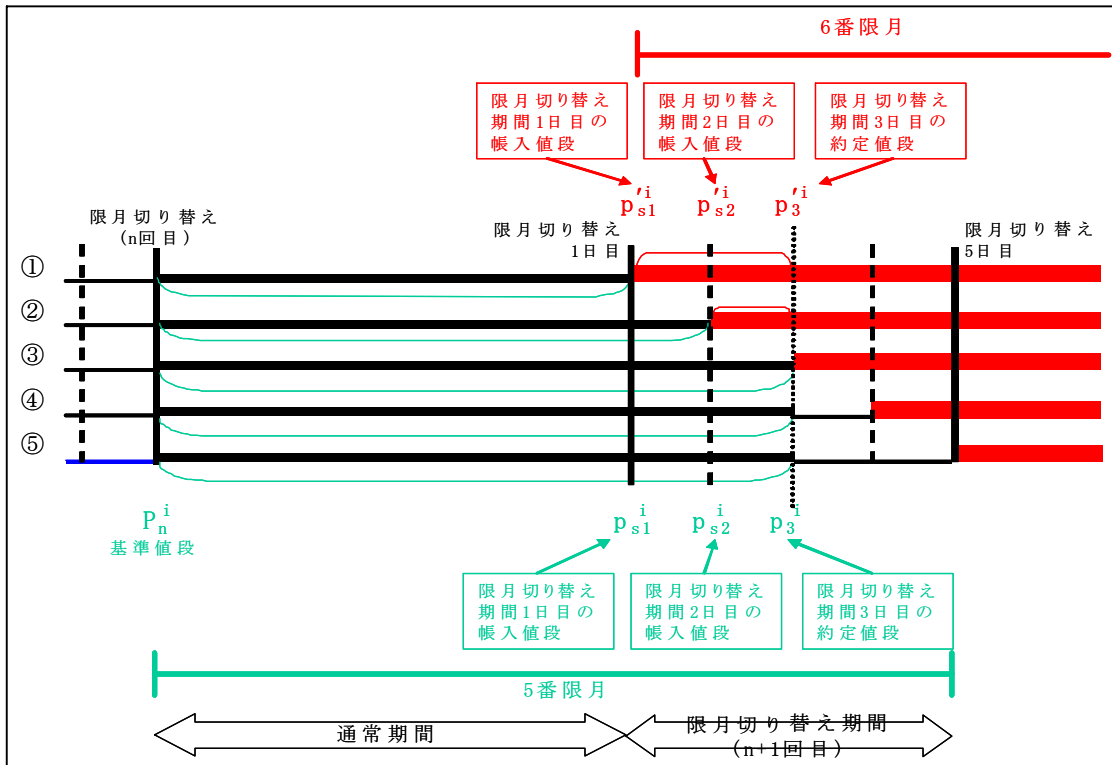 6番限月
限月切り替え
期間1日目の
帳入値段
限月切り替え
期間2日目の
帳入値段
限月切り替え
期間3日目の
約定値段
p's1^i
p's2^i
p'3^i
限月切り替え
(n回目)
限月切り替え
1日目
限月切り替え
5日目
①
②
③
④
⑤
Pn^i
基準値段
ps1^i
ps2^i
p3^i
限月切り替え
期間1日目の
帳入値段
限月切り替え
期間2日目の
帳入値段
限月切り替え
期間3日目の
約定値段
5番限月
通常期間
限月切り替え期間
(n+1回目)